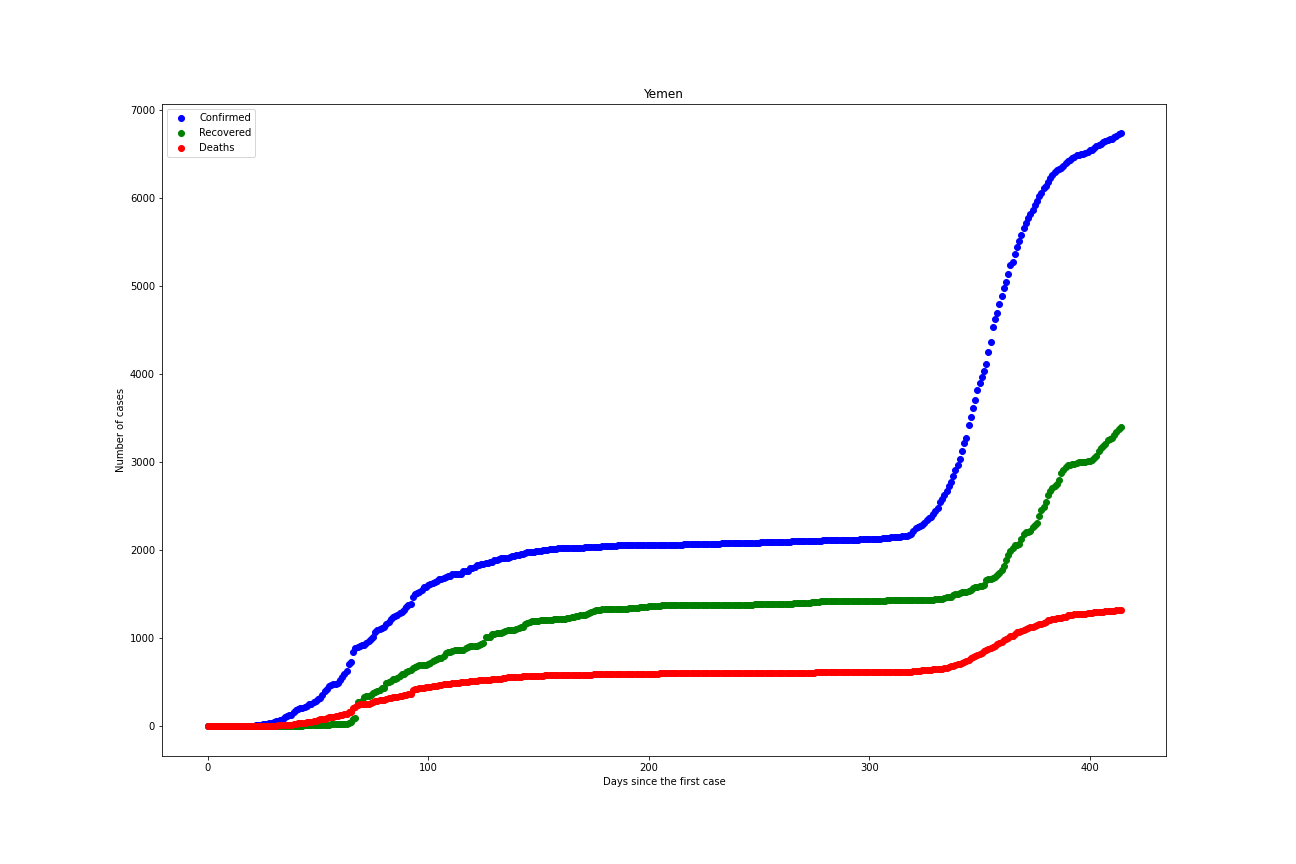 Yemen
Confirmed
Recovered
Deaths
7000
6000
5000
4000
3000
2000
1000
0
Number of cases
0 100 200 300 400
Days since the first case